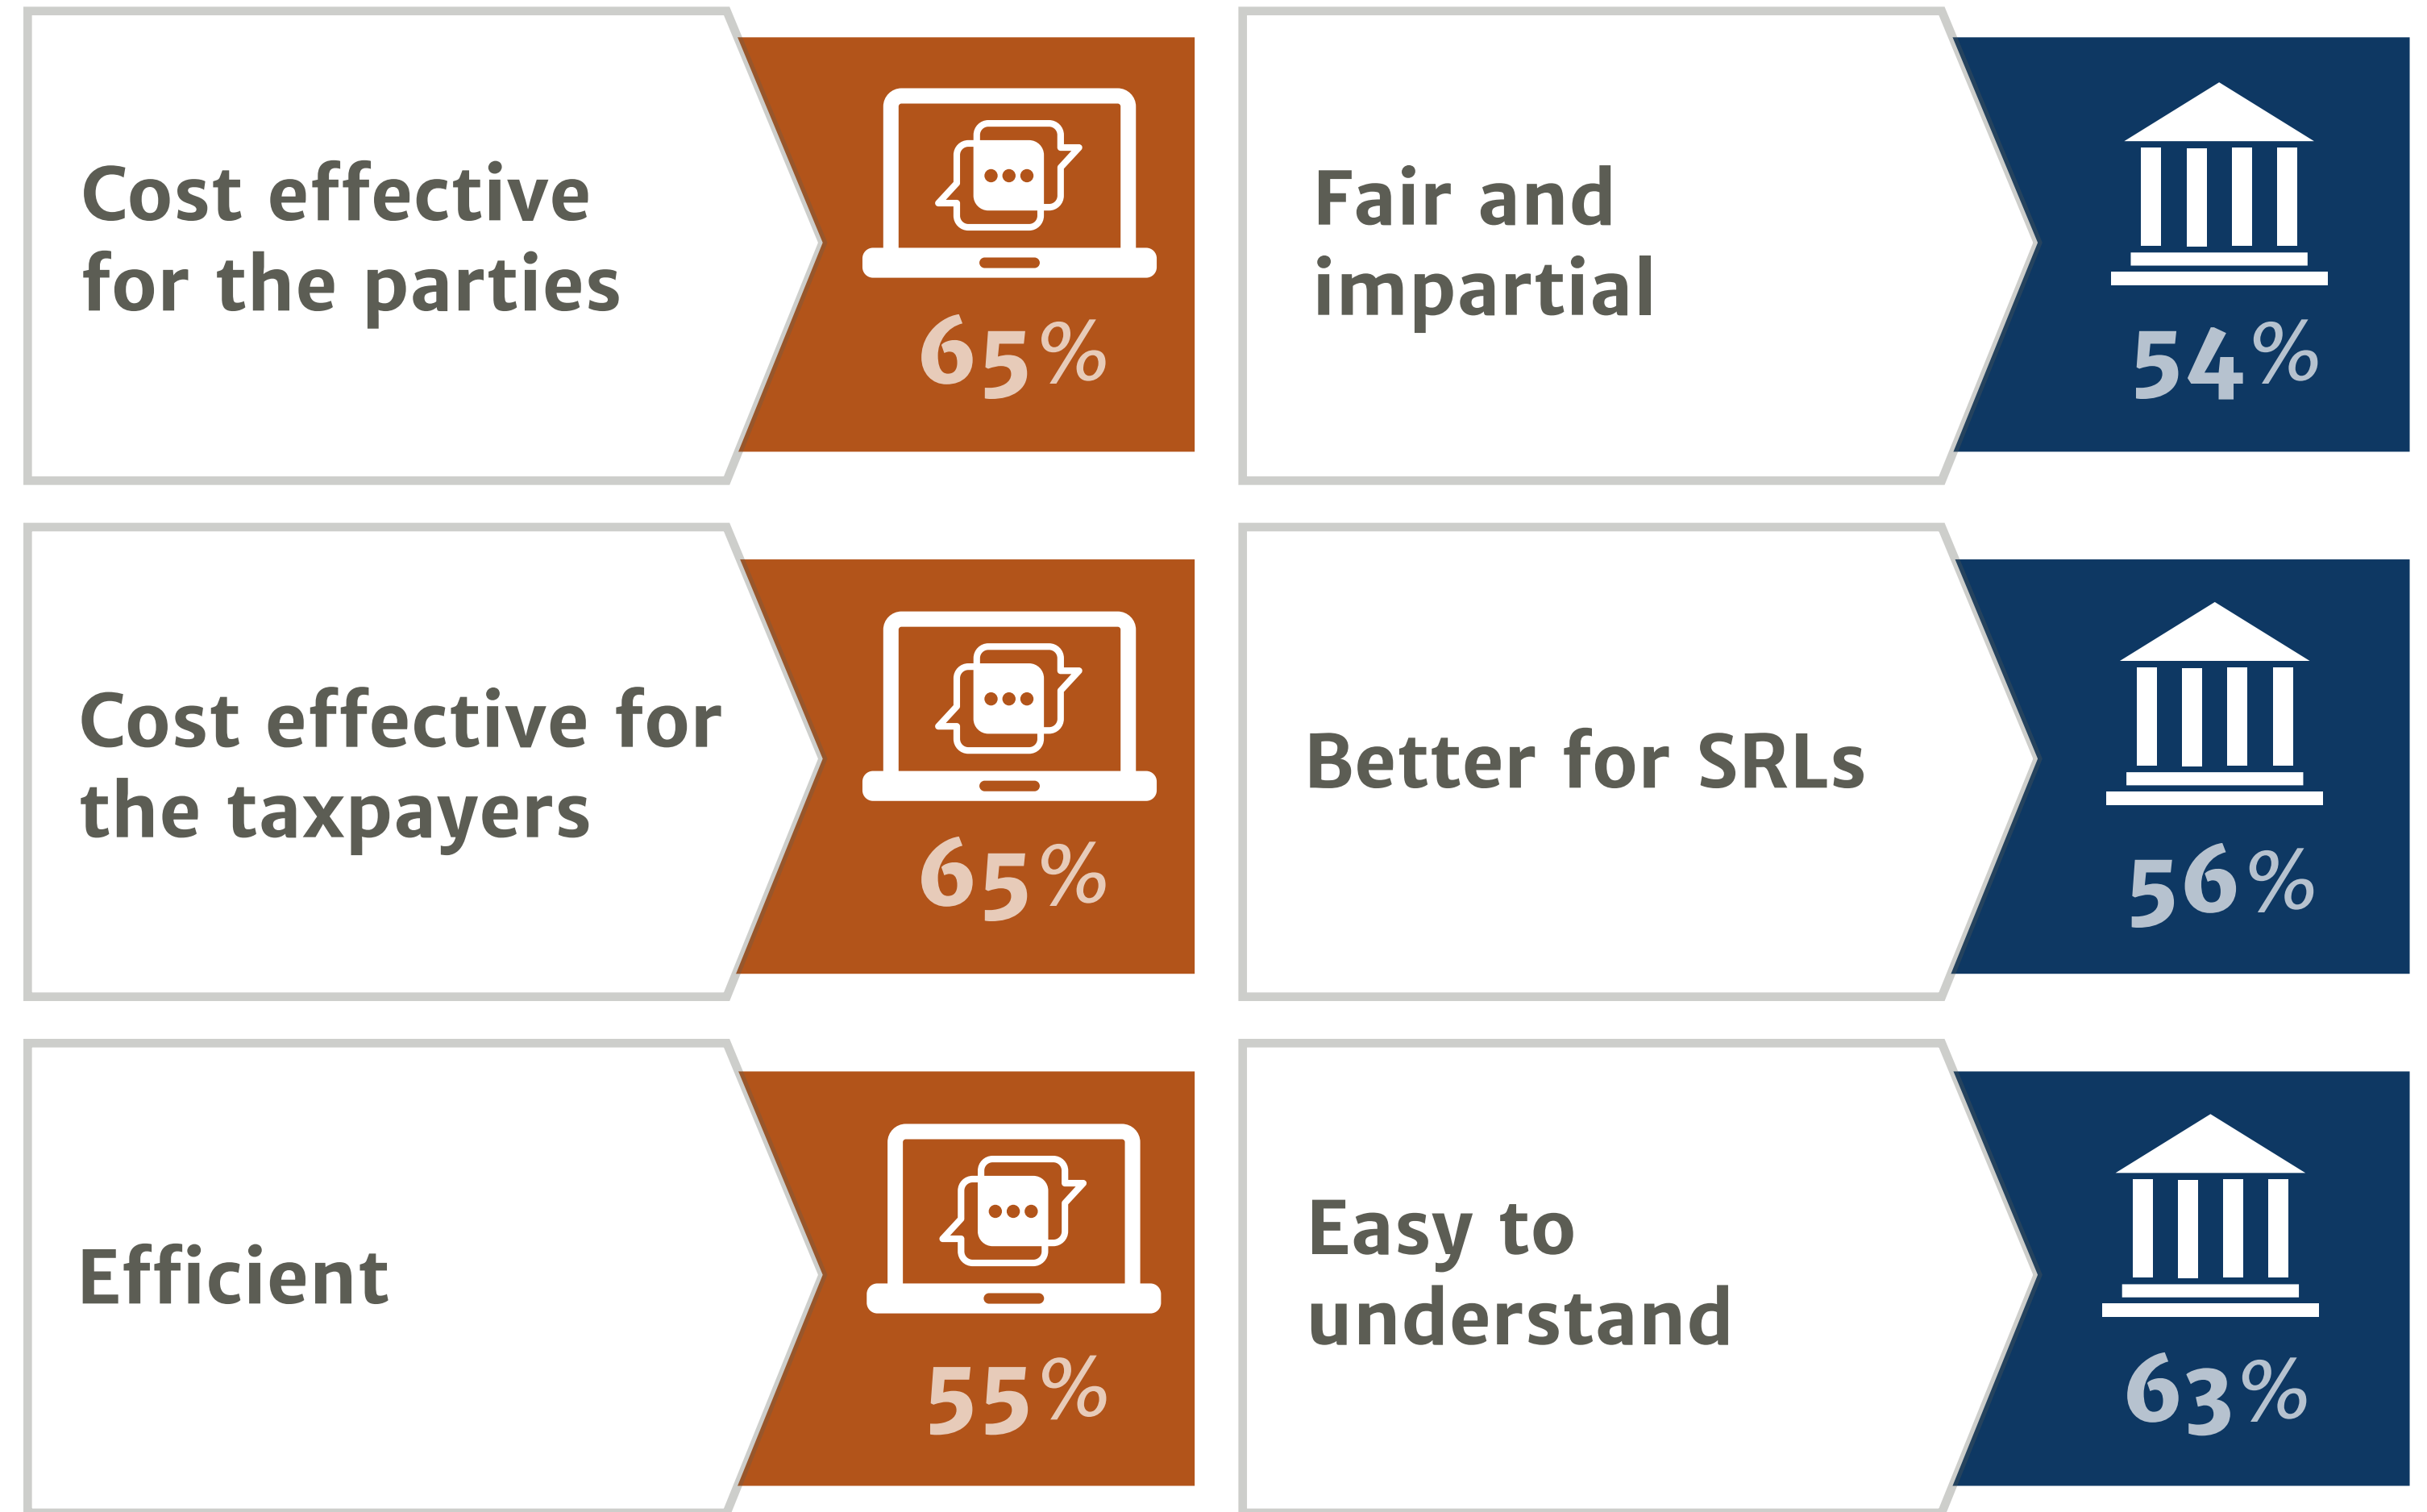 Cost effective
for the parties
65%
Fair and
impartial
54%
Cost effective for
the taxpayers
65%
Better for SRLs
56%
Efficient
55%
Easy to
understand
63%